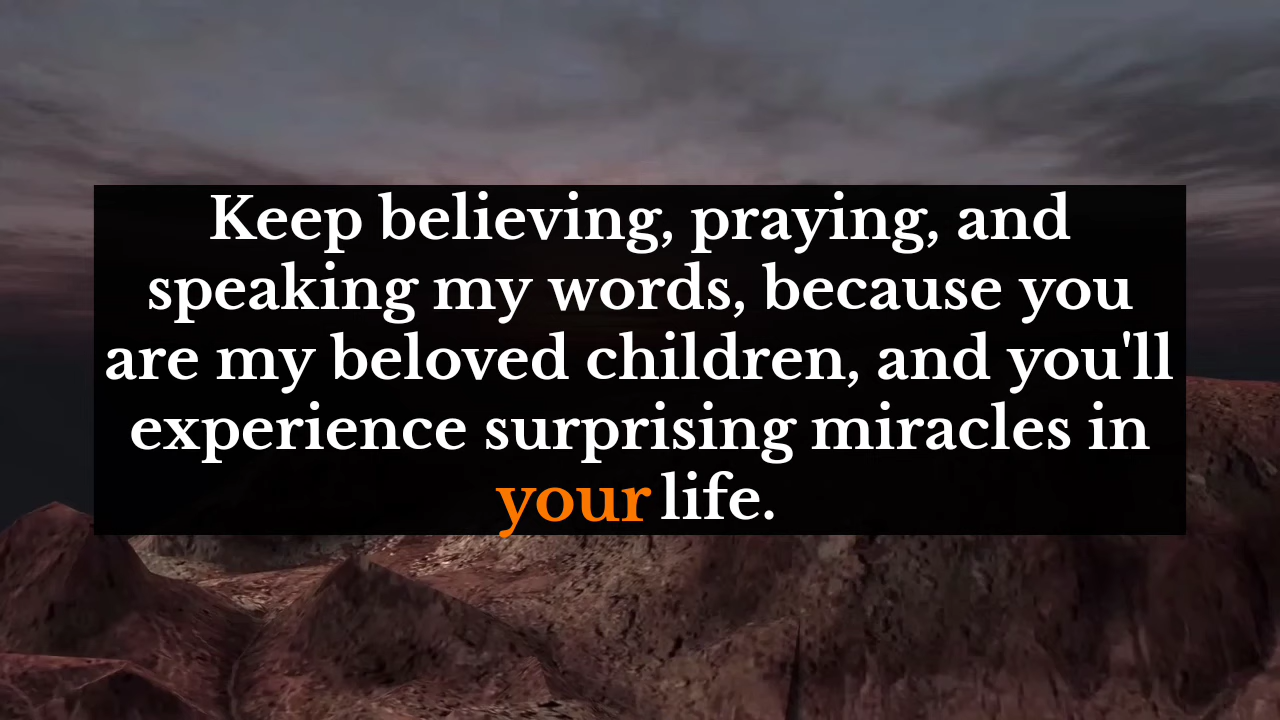 Keep believing, praying, and
speaking my words, because you
are my beloved children, and you'll
experience surprising miracles in
your life.